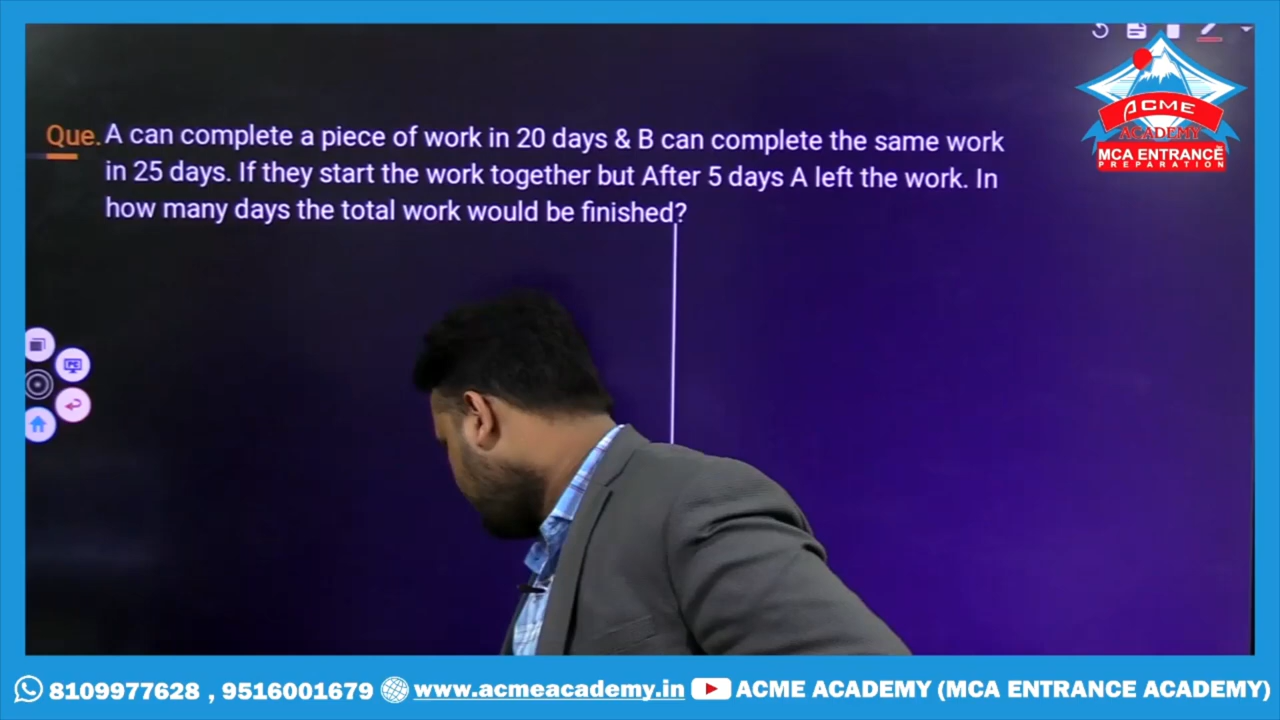 Que. A can complete a piece of work in 20 days & B can complete the same work
in 25 days. If they start the work together but After 5 days A left the work. In
how many days the total work would be finished?
ACME
ACADEMY
MCA ENTRANCE
PREPARATION
PC
8109977628 , 9516001679 www.acmeacademy.in ACME ACADEMY (MCA ENTRANCE ACADEMY)